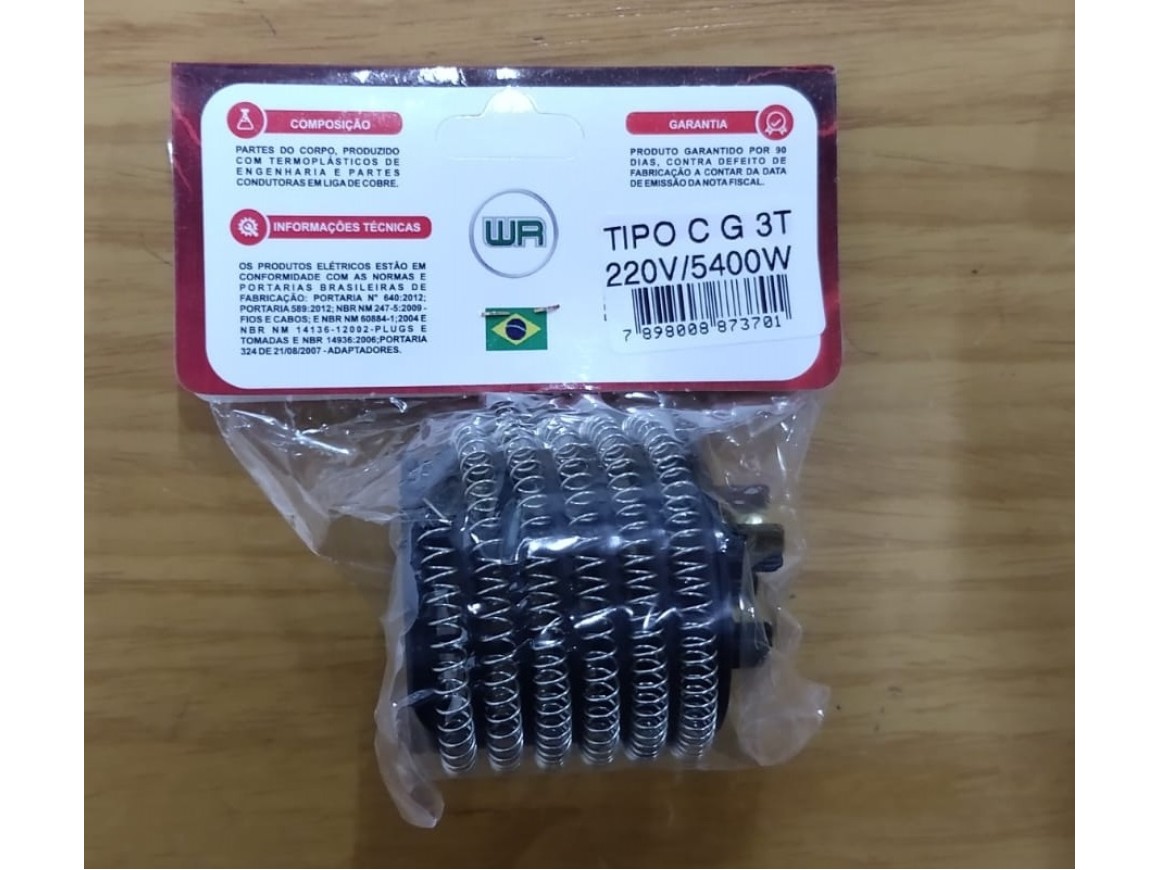 COMPOSIÇÃO
PARTES DO CORPO, PRODUZIDO
COM TERMOPLÁSTICOS DE
ENGENHARIA E PARTES
CONDUTORAS EM LIGA DE COBRE.
INFORMAÇÕES TÉCNICAS
OS PRODUTOS ELÉTRICOS ESTÃO EM
CONFORMIDADE COM AS NORMAS E
PORTARIAS BRASILEIRAS DE
FABRICAÇÃO: PORTARIA N° 640:2012;
PORTARIA 589:2012; NBR NM 247-5:2009 -
FIOS E CABOS; E NBR NM 60884-1;2004 E
NBR NM 14136-12002-PLUGS E
TOMADAS E NBR 14936:2006;PORTARIA
324 DE 21/08/2007 - ADAPTADORES.
WR
GARANTIA
PRODUTO GARANTIDO POR 90
DIAS, CONTRA DEFEITO DE
FABRICAÇÃO A CONTAR DA DATA
DE EMISSÃO DA NOTA FISCAL.
TIPO C G 3T
220V/5400W
7 898008 873701